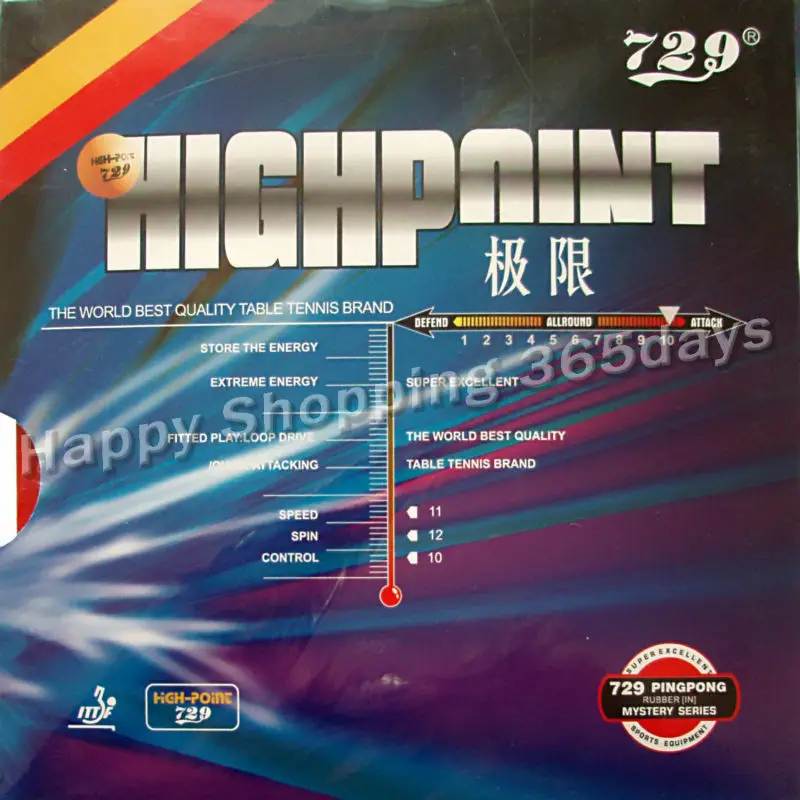 729®
HIGH-POINT
729
HIGHPOINT
极限
THE WORLD BEST QUALITY TABLE TENNIS BRAND
DEFEND ALLROUND ATTACK
1 2 3 4 5 6 7 8 9 10
STORE THE ENERGY
EXTREME ENERGY
SUPER EXCELLENT
Happy Shopping 365days
FITTED PLAY:LOOP DRIVE
THE WORLD BEST QUALITY
ATTACKING
TABLE TENNIS BRAND
SPEED 11
SPIN 12
CONTROL 10
ITTF
HIGH-POINT
729
SUPER EXCELLENT
729 PINGPONG
RUBBER [IN]
MYSTERY SERIES
SPORTS EQUIPMENT